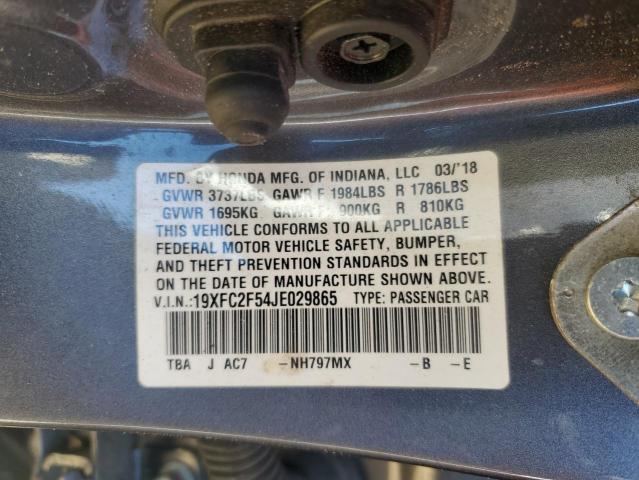 MFD. BY HONDA MFG. OF INDIANA, LLC 03/'18
GVWR 3737LBS GAWR F 1984LBS R 1786LBS
GVWR 1695KG GAWR 900KG R 810KG
THIS VEHICLE CONFORMS TO ALL APPLICABLE
FEDERAL MOTOR VEHICLE SAFETY, BUMPER,
AND THEFT PREVENTION STANDARDS IN EFFECT
ON THE DATE OF MANUFACTURE SHOWN ABOVE.
V.I.N.:19XFC2F54JE029865 TYPE: PASSENGER CAR
TBA J AC7 -NH797MX -B -E